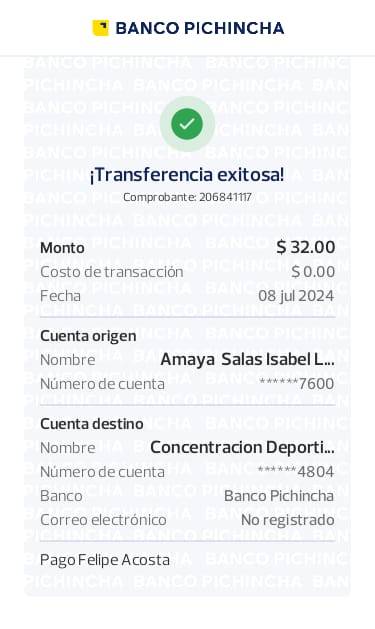 BANCO PICHINCHA
¡Transferencia exitosa!
Comprobante: 206841117
Monto $ 32.00
Costo de transacción $ 0.00
Fecha 08 jul 2024
Cuenta origen
Nombre Amaya Salas Isabel L...
Número de cuenta ******7600
Cuenta destino
Nombre Concentracion Deporti...
Número de cuenta ******4804
Banco Banco Pichincha
Correo electrónico No registrado
Pago Felipe Acosta